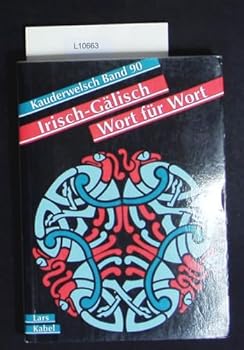 L10663
Kauderwelsch Band 90
Irisch-Gälisch
Wort für Wort
Lars
Kabel